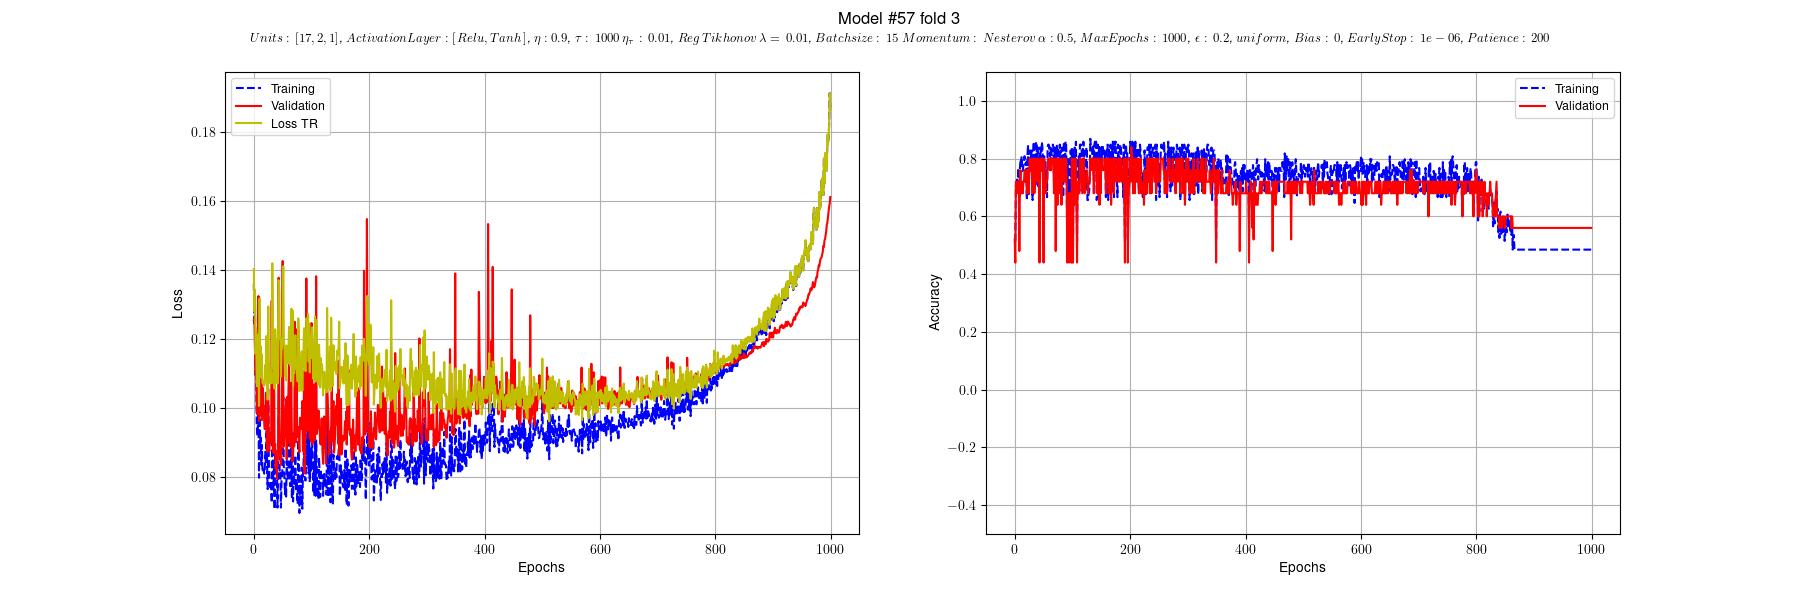 Model #57 fold 3
Units : [17, 2, 1], ActivationLayer : [Relu, Tanh], η : 0.9, τ : 1000 ητ : 0.01, Reg Tikhonov λ = 0.01, Batchsize : 15 Momentum : Nesterov α : 0.5, MaxEpochs : 1000, ϵ : 0.2, uniform, Bias : 0, EarlyStop : 1e − 06, Patience : 200
Training
Validation
Loss TR
0.18
0.16
0.14
0.12
0.10
0.08
Loss
0 200 400 600 800 1000
Epochs
Training
Validation
1.0
0.8
0.6
0.4
0.2
0.0
−0.2
−0.4
Accuracy
0 200 400 600 800 1000
Epochs